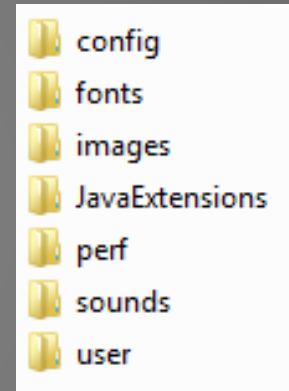 config
fonts
images
JavaExtensions
perf
sounds
user